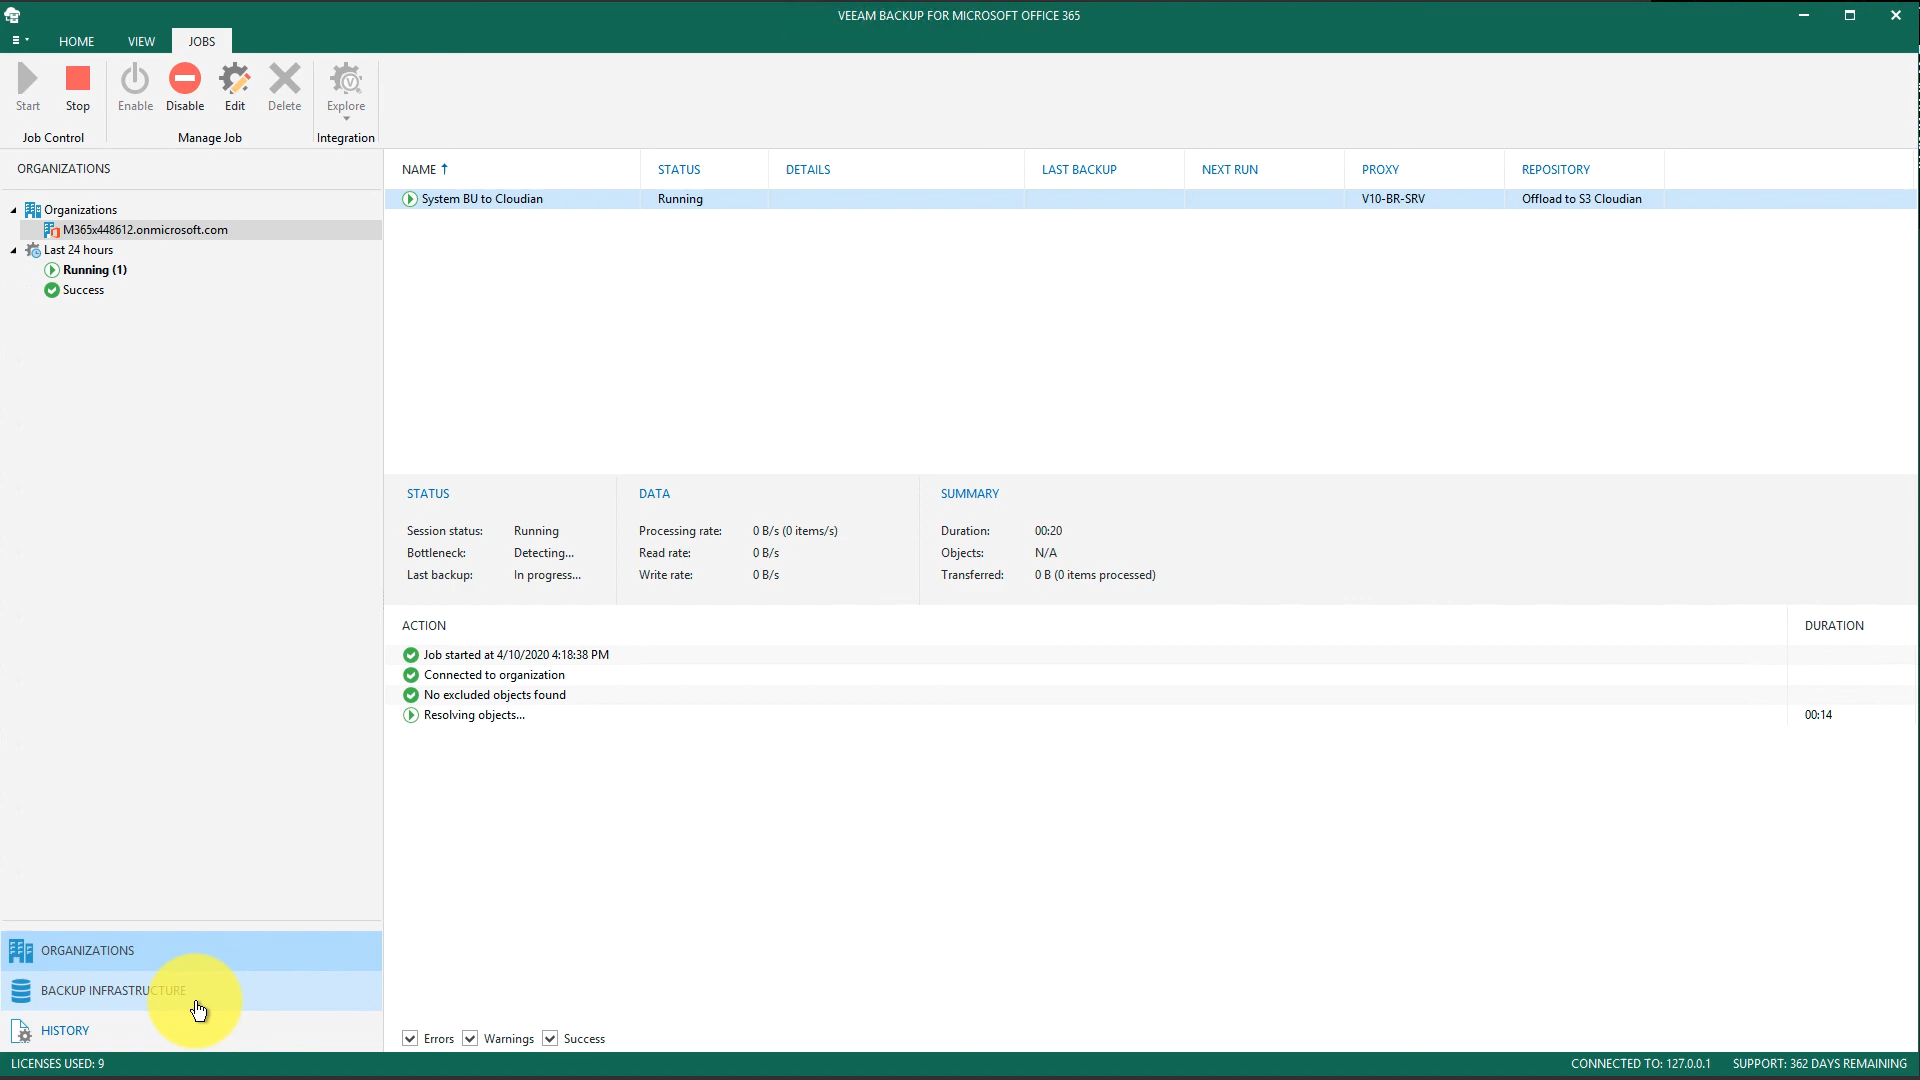 VEEAM BACKUP FOR MICROSOFT OFFICE 365
HOME VIEW JOBS
Start Stop Enable Disable Edit Delete Explore
Job Control Manage Job Integration
ORGANIZATIONS
Organizations
M365x448612.onmicrosoft.com
Last 24 hours
Running (1)
Success
NAME STATUS DETAILS LAST BACKUP NEXT RUN PROXY REPOSITORY
System BU to Cloudian Running V10-BR-SRV Offload to S3 Cloudian
STATUS DATA SUMMARY
Session status: Running Processing rate: 0 B/s (0 items/s) Duration: 00:20
Bottleneck: Detecting... Read rate: 0 B/s Objects: N/A
Last backup: In progress... Write rate: 0 B/s Transferred: 0 B (0 items processed)
ACTION DURATION
Job started at 4/10/2020 4:18:38 PM
Connected to organization
No excluded objects found
Resolving objects... 00:14
ORGANIZATIONS
BACKUP INFRASTRUCTURE
HISTORY
Errors Warnings Success
LICENSES USED: 9 CONNECTED TO: 127.0.0.1 SUPPORT: 362 DAYS REMAINING